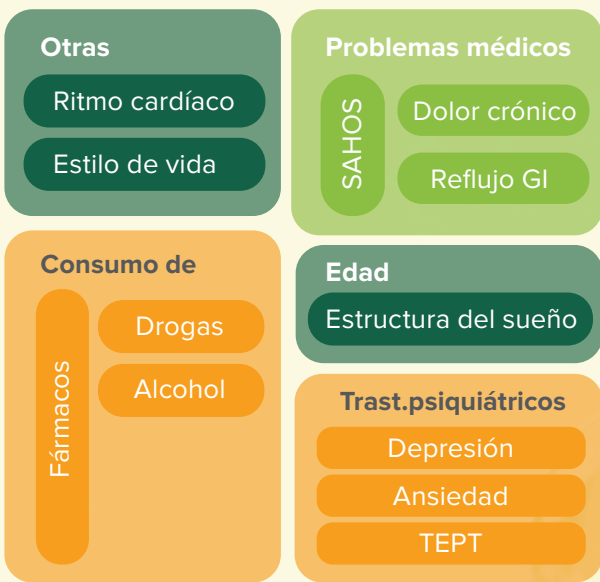 Otras
Ritmo cardíaco
Estilo de vida
Problemas médicos
SAHOS
Dolor crónico
Reflujo GI
Consumo de
Fármacos
Drogas
Alcohol
Edad
Estructura del sueño
Trast.psiquiátricos
Depresión
Ansiedad
TEPT